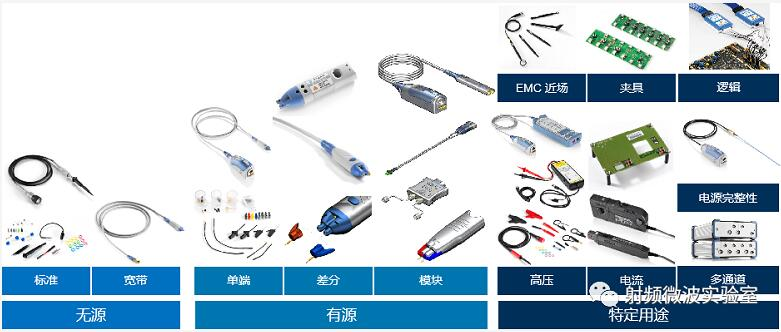 EMC 近场
夹具
逻辑
电源完整性
标准
宽带
单端
差分
模块
高压
电流
多通道
无源
有源
特定用途
射频微波实验室